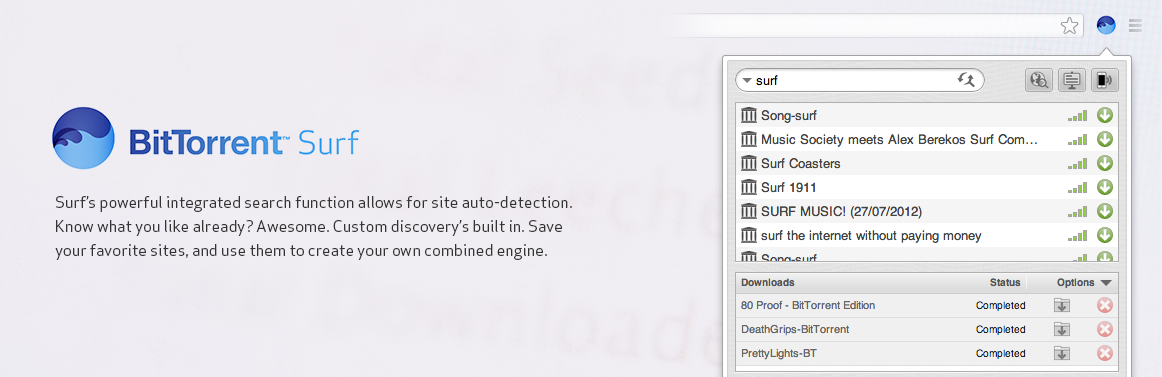 surf
Song-surf
BitTorrent™ Surf
Music Society meets Alex Berekos Surf Com...
Surf Coasters
Surf 1911
Surf's powerful integrated search function allows for site auto-detection.
SURF MUSIC! (27/07/2012)
Know what you like already? Awesome. Custom discovery's built in. Save
surf the internet without paying money
your favorite sites, and use them to create your own combined engine.
Song-surf
Downloads Status Options
80 Proof - BitTorrent Edition Completed
DeathGrips-BitTorrent Completed
PrettyLights-BT Completed